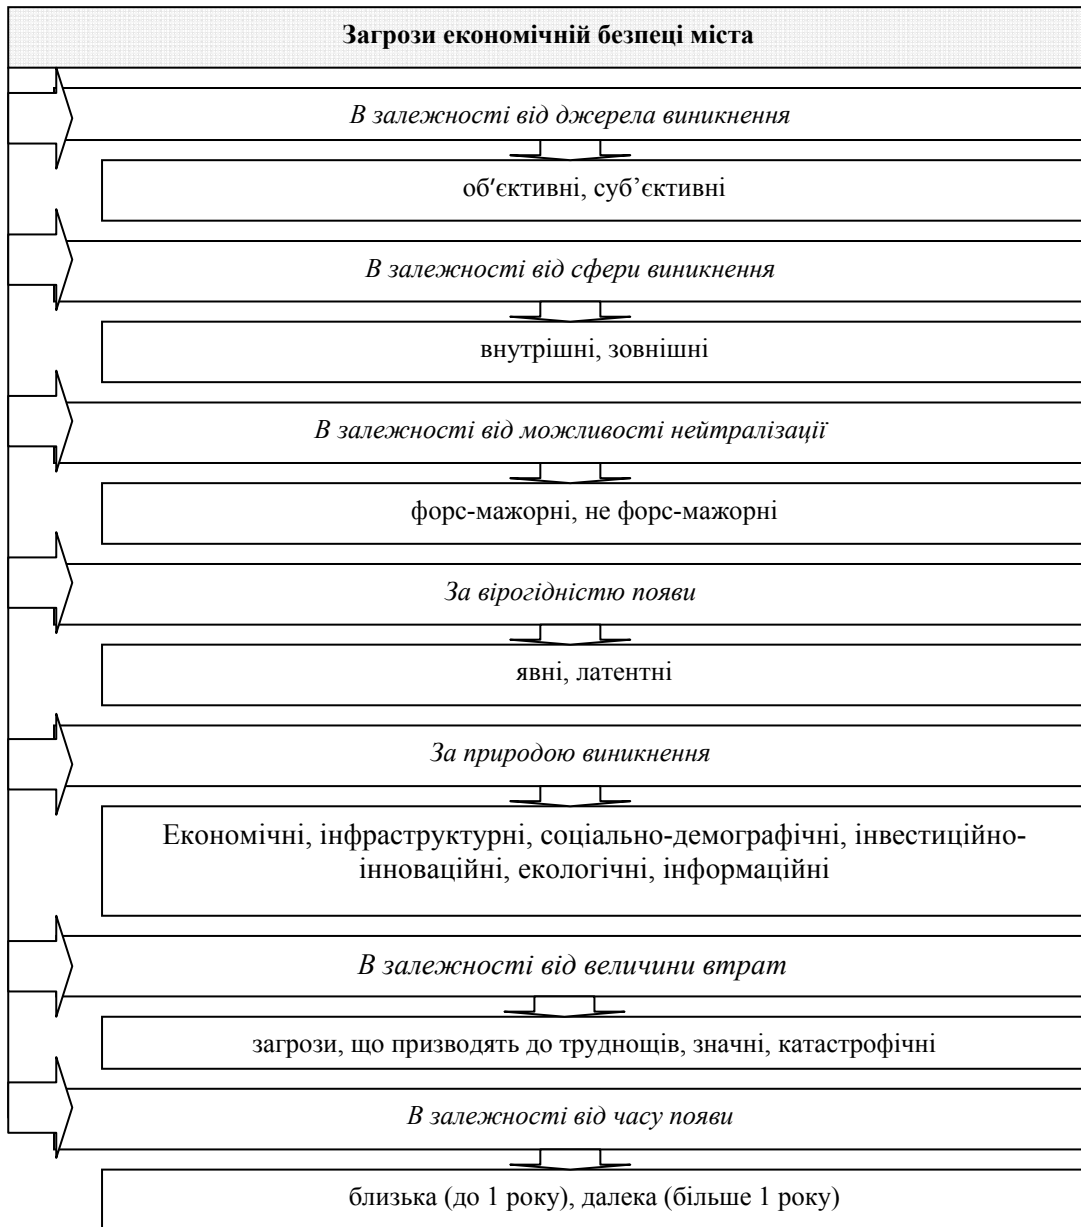 Загрози економічній безпеці міста
В залежності від джерела виникнення
об'єктивні, суб’єктивні
В залежності від сфери виникнення
внутрішні, зовнішні
В залежності від можливості нейтралізації
форс-мажорні, не форс-мажорні
За вірогідністю появи
явні, латентні
За природою виникнення
Економічні, інфраструктурні, соціально-демографічні, інвестиційно-
інноваційні, екологічні, інформаційні
В залежності від величини втрат
загрози, що призводять до труднощів, значні, катастрофічні
В залежності від часу появи
близька (до 1 року), далека (більше 1 року)